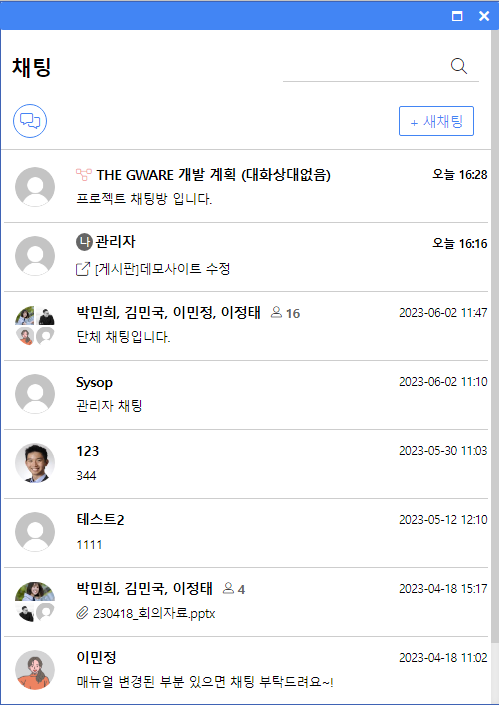 채팅
+ 새채팅
THE GWARE 개발 계획 (대화상대없음) 오늘 16:28
프로젝트 채팅방 입니다.
나 관리자 오늘 16:16
[게시판]데모사이트 수정
박민희, 김민국, 이민정, 이정태 16 2023-06-02 11:47
단체 채팅입니다.
Sysop 2023-06-02 11:10
관리자 채팅
123 2023-05-30 11:03
344
테스트2 2023-05-12 12:10
1111
박민희, 김민국, 이정태 4 2023-04-18 15:17
230418_회의자료.pptx
이민정 2023-04-18 11:02
매뉴얼 변경된 부분 있으면 채팅 부탁드려요~!